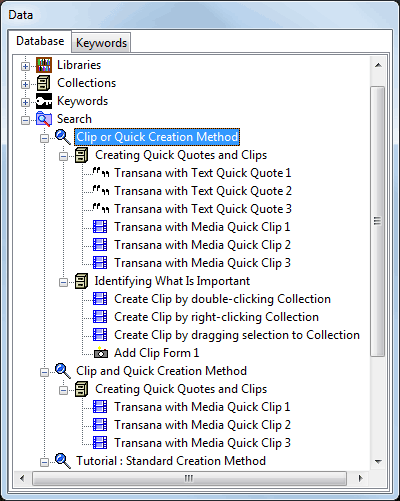 Data
Database Keywords
Libraries
Collections
Keywords
Search
Clip or Quick Creation Method
Creating Quick Quotes and Clips
Transana with Text Quick Quote 1
Transana with Text Quick Quote 2
Transana with Text Quick Quote 3
Transana with Media Quick Clip 1
Transana with Media Quick Clip 2
Transana with Media Quick Clip 3
Identifying What Is Important
Create Clip by double-clicking Collection
Create Clip by right-clicking Collection
Create Clip by dragging selection to Collection
Add Clip Form 1
Clip and Quick Creation Method
Creating Quick Quotes and Clips
Transana with Media Quick Clip 1
Transana with Media Quick Clip 2
Transana with Media Quick Clip 3
Tutorial : Standard Creation Method